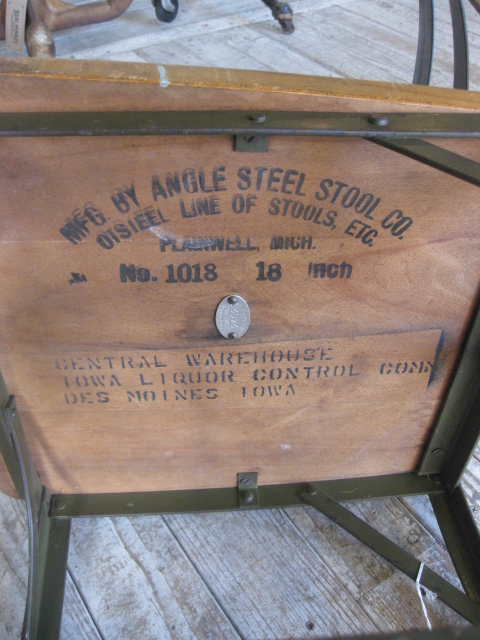 MFG. BY ANGLE STEEL STOOL CO.
OTSTEEL LINE OF STOOLS, ETC.
PLAINWELL, MICH.
No. 1018 18 Inch
CENTRAL WAREHOUSE
IOWA LIQUOR CONTROL COMM
DES MOINES IOWA